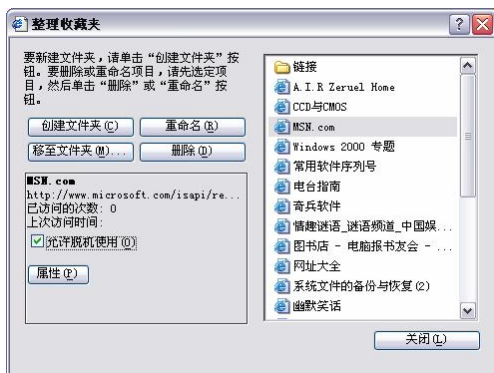 整理收藏夹
要新建文件夹，请单击“创建文件夹”按
钮。要删除或重命名项目，请先选定项
目，然后单击“删除”或“重命名”按
钮。
创建文件夹(C)
重命名(R)
移至文件夹(M)...
删除(D)
MSN.com
http://www.microsoft.com/isapi/re...
已访问的次数: 0
上次访问时间:
允许脱机使用(O)
属性(P)
链接
A.I.R Zeruel Home
CCD与CMOS
MSN.com
Windows 2000 专题
常用软件序列号
电台指南
奇兵软件
情趣谜语_谜语频道_中国娱...
图书店 - 电脑报书友会 - ...
网址大全
系统文件的备份与恢复(2)
幽默笑话
关闭(L)